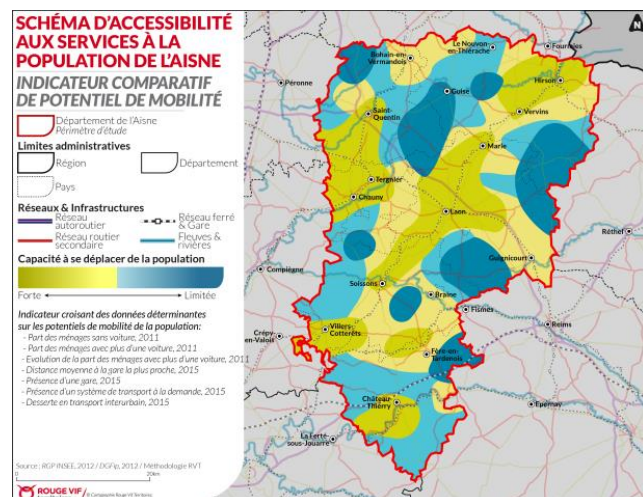 SCHÉMA D'ACCESSIBILITÉ
AUX SERVICES À LA
POPULATION DE L'AISNE
INDICATEUR COMPARATIF
DE POTENTIEL DE MOBILITÉ
Département de l'Aisne
Périmètre d'étude
Limites administratives
Région
Département
Pays
Réseaux & Infrastructures
Réseau
autoroutier
Réseau ferré
& Gare
Réseau routier
secondaire
Fleuves &
rivières
Capacité à se déplacer de la population
Forte
Limitée
Indicateur croisant des données déterminantes
sur les potentiels de mobilité de la population:
- Part des ménages sans voiture, 2011
- Part des ménages avec plus d'une voiture, 2011
- Evolution de la part des ménages avec plus d'une voiture, 2011
- Distance moyenne à la gare la plus proche, 2015
- Présence d'une gare, 2015
- Présence d'un système de transport à la demande, 2015
- Desserte en transport interurbain, 2015
Source : RGP INSEE, 2012 / DGFip, 2012 / Méthodologie RVT
0
20km
ROUGE VIF
N
Bohain-en-
Vermandois
Le Nouvion
en-Thiérache
Fourmies
Péronne
Guise
Hirson
Saint-
Quentin
Vervins
Marle
Tergnier
Chauny
Laon
Réthel
Guignicourt
Compiègne
Soissons
Braine
Fismes
Reims
Crépy
en-Valois
Villers-
Cotterêts
Fère-en-
Tardenois
Château-
Thierry
Epernay
La Ferté-
sous-Jouarre